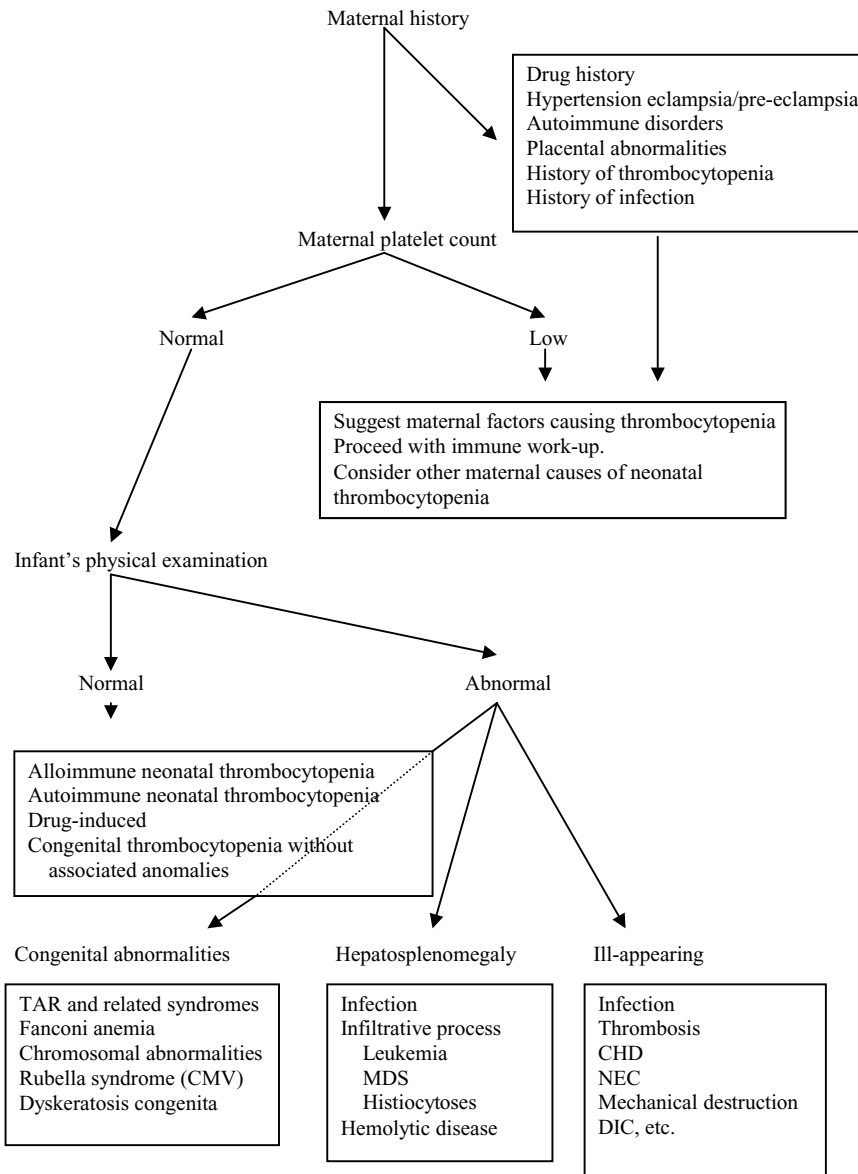 Maternal history
Drug history
Hypertension eclampsia/pre-eclampsia
Autoimmune disorders
Placental abnormalities
History of thrombocytopenia
History of infection
Maternal platelet count
Normal
Low
Suggest maternal factors causing thrombocytopenia
Proceed with immune work-up.
Consider other maternal causes of neonatal
thrombocytopenia
Infant's physical examination
Normal
Abnormal
Alloimmune neonatal thrombocytopenia
Autoimmune neonatal thrombocytopenia
Drug-induced
Congenital thrombocytopenia without
associated anomalies
Congenital abnormalities
TAR and related syndromes
Fanconi anemia
Chromosomal abnormalities
Rubella syndrome (CMV)
Dyskeratosis congenita
Hepatosplenomegaly
Infection
Infiltrative process
Leukemia
MDS
Histiocytoses
Hemolytic disease
Ill-appearing
Infection
Thrombosis
CHD
NEC
Mechanical destruction
DIC, etc.